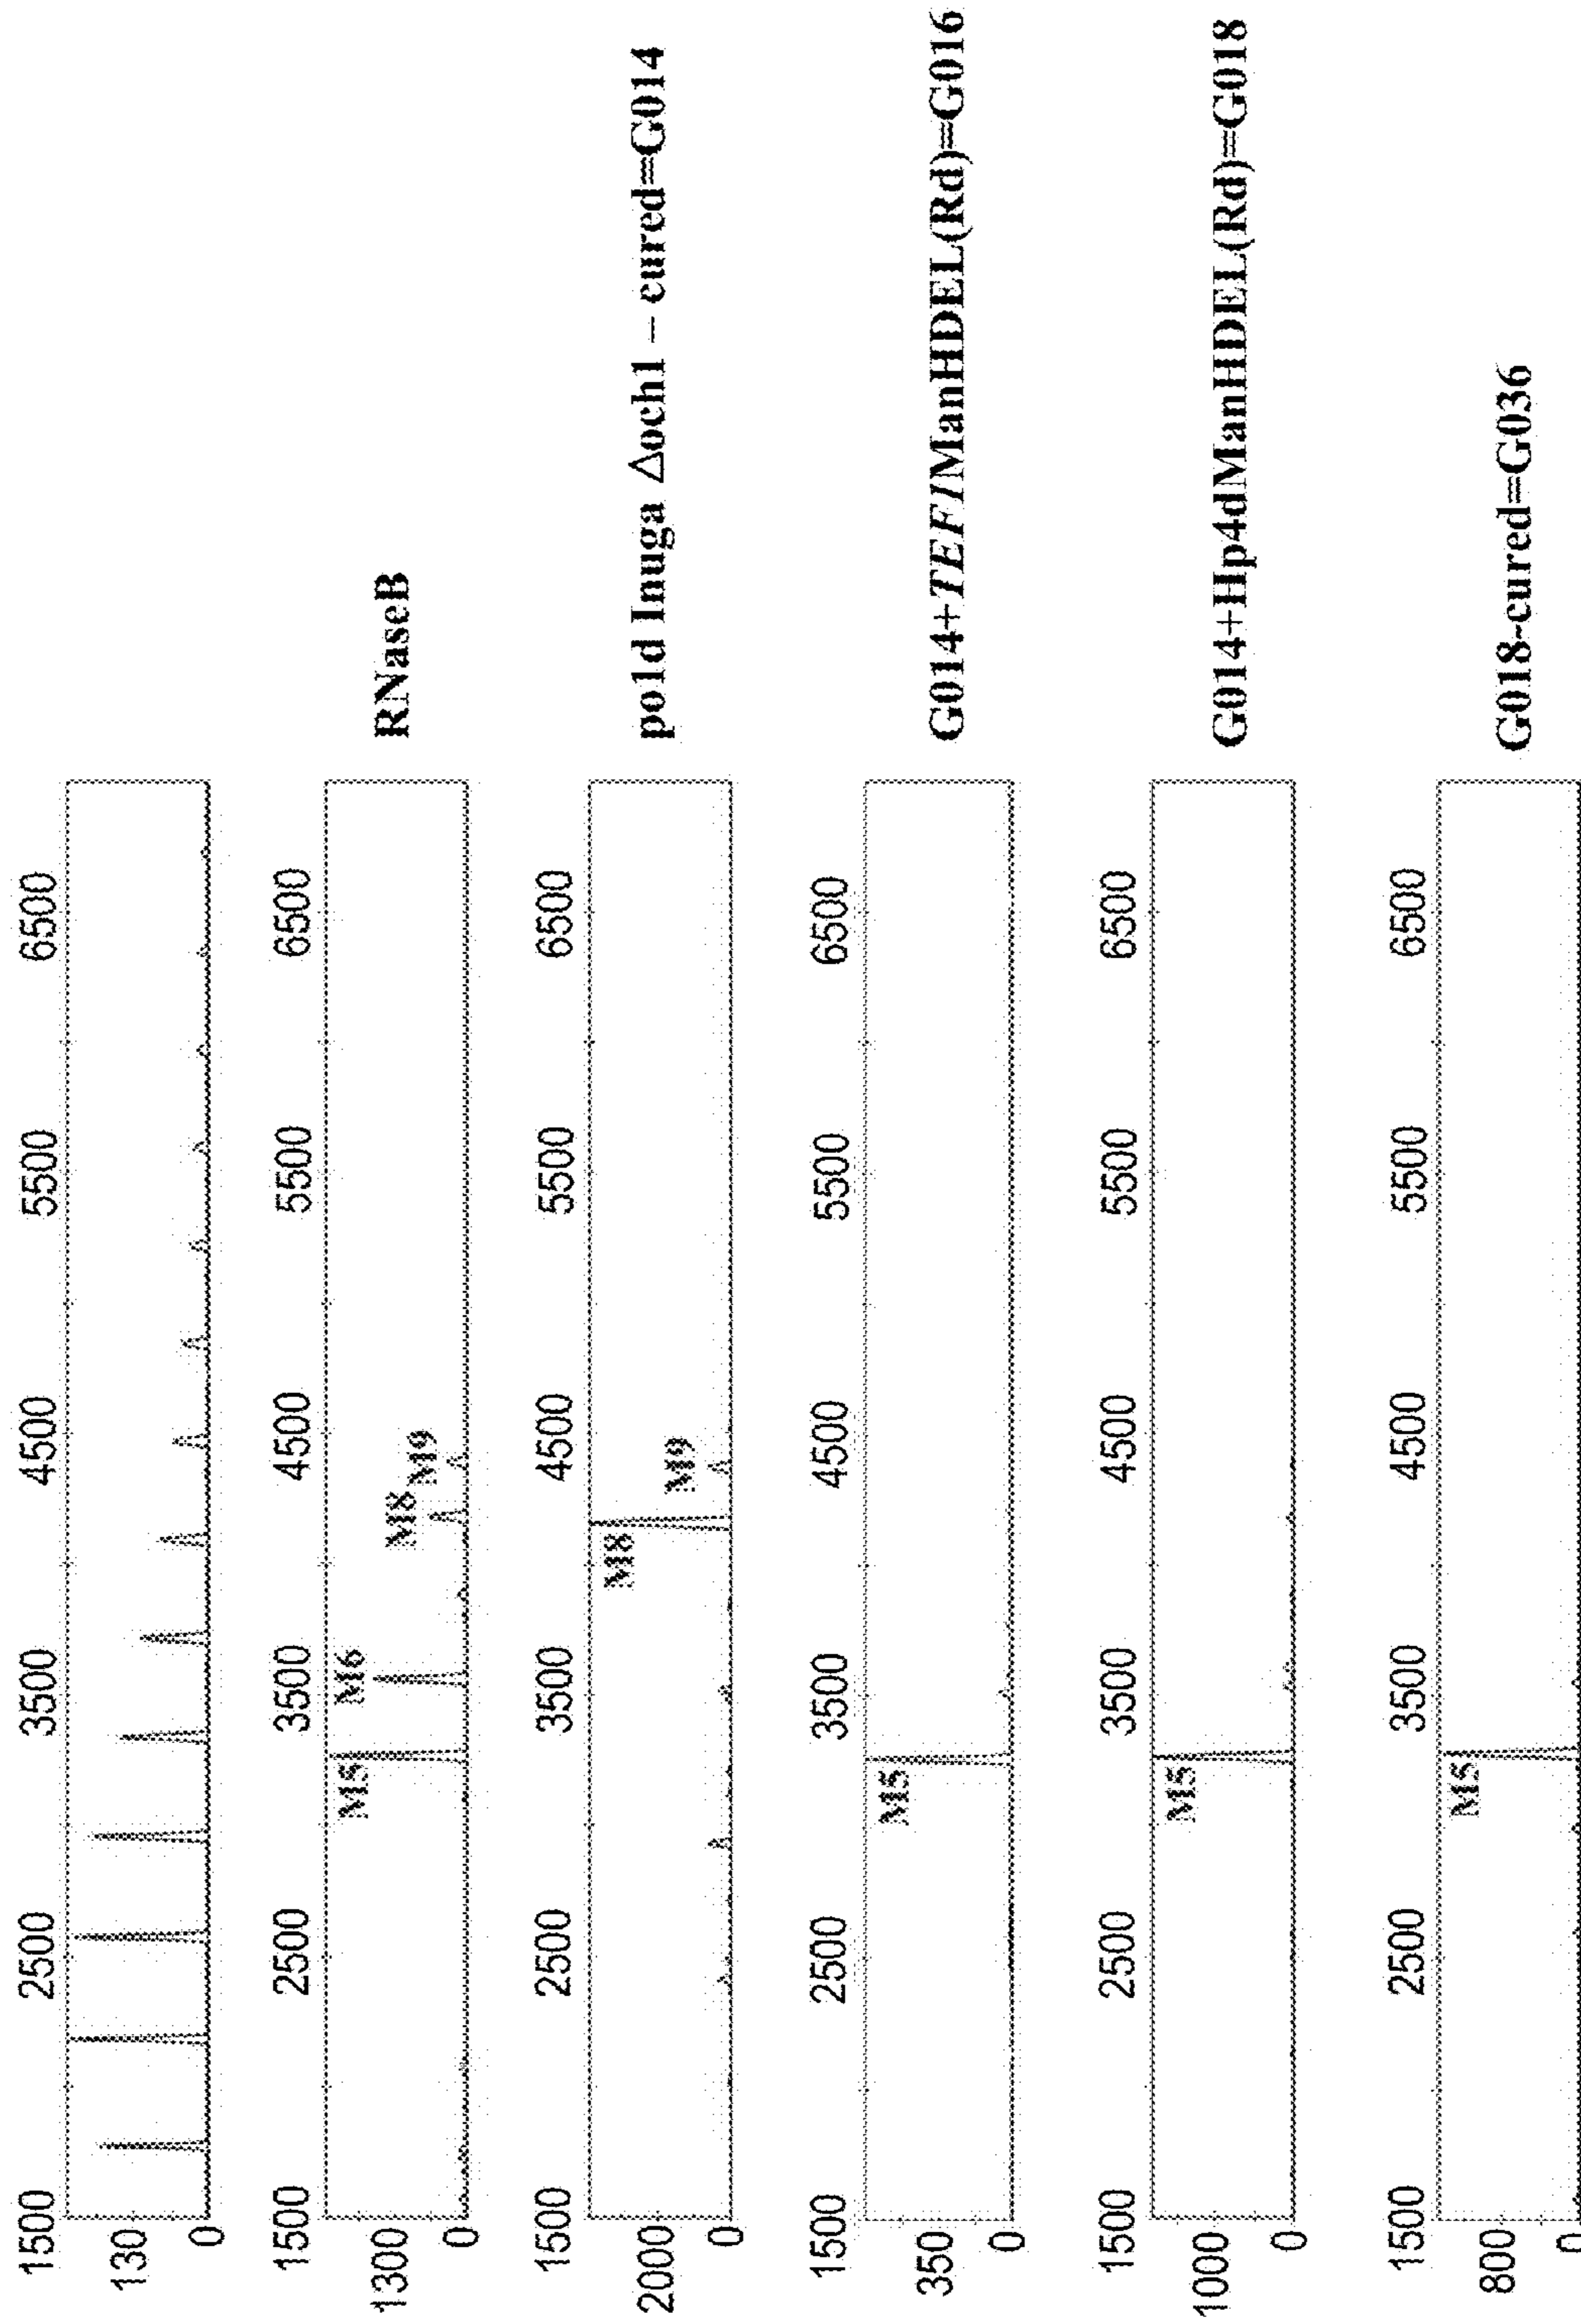 1500 2500 3500 4500 5500 6500
130
0
1500 2500 3500 4500 5500 6500
1300
0
M5 M6 M8 M9
RNaseB
1500 2500 3500 4500 5500 6500
2000
0
M8 M9
po1d Inuga Δoch1 – cured=G014
1500 2500 3500 4500 5500 6500
350
0
M5
G014+TEF1ManHDEL(Rd)=G016
1500 2500 3500 4500 5500 6500
1000
0
M5
G014+Hp4dManHDEL(Rd)=G018
1500 2500 3500 4500 5500 6500
800
0
M5
G018-cured=G036